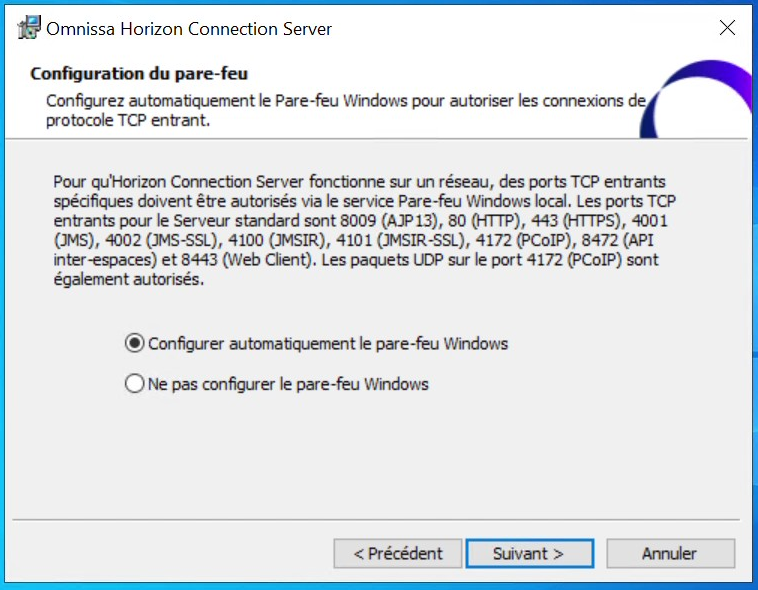 Omnissa Horizon Connection Server
Configuration du pare-feu
Configurez automatiquement le Pare-feu Windows pour autoriser les connexions de
protocole TCP entrant.
Pour qu'Horizon Connection Server fonctionne sur un réseau, des ports TCP entrants
spécifiques doivent être autorisés via le service Pare-feu Windows local. Les ports TCP
entrants pour le Serveur standard sont 8009 (AJP13), 80 (HTTP), 443 (HTTPS), 4001
(JMS), 4002 (JMS-SSL), 4100 (JMSIR), 4101 (JMSIR-SSL), 4172 (PCoIP), 8472 (API
inter-espaces) et 8443 (Web Client). Les paquets UDP sur le port 4172 (PCoIP) sont
également autorisés.
Configurer automatiquement le pare-feu Windows
Ne pas configurer le pare-feu Windows
< Précédent Suivant > Annuler